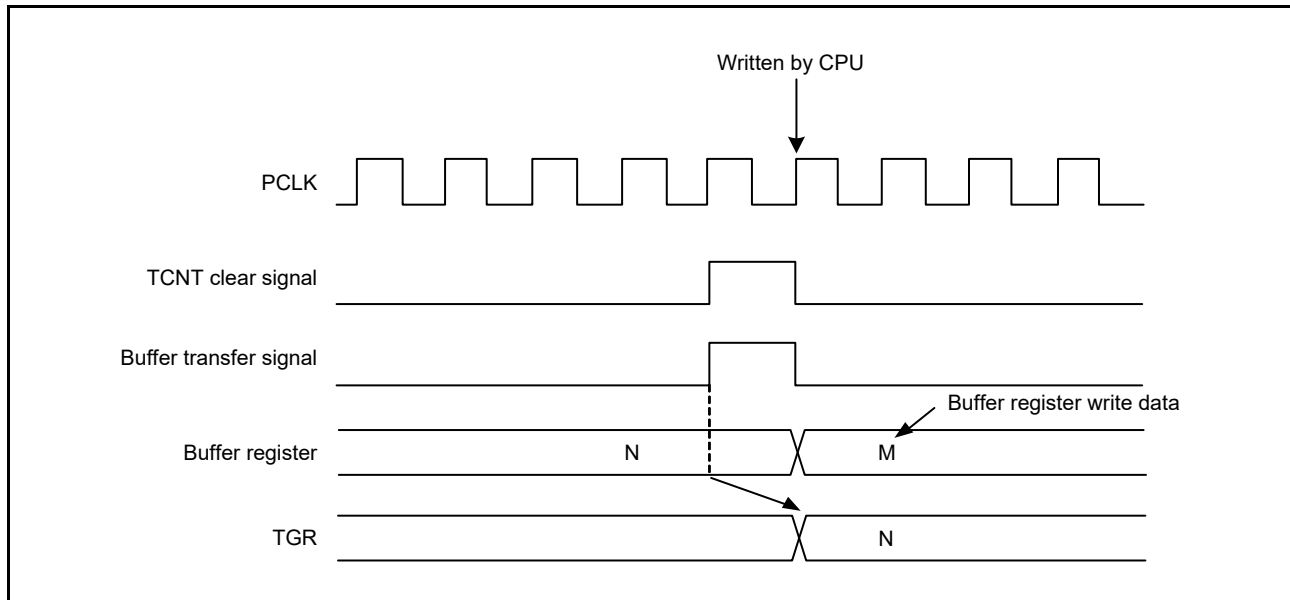 Written by CPU
PCLK
TCNT clear signal
Buffer transfer signal
Buffer register write data
Buffer register
N
M
TGR
N